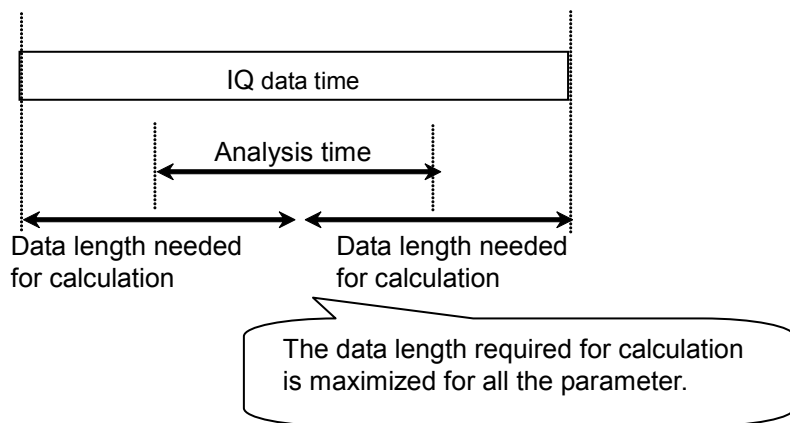 IQ data time
Analysis time
Data length needed
for calculation
Data length needed
for calculation
The data length required for calculation
is maximized for all the parameter.